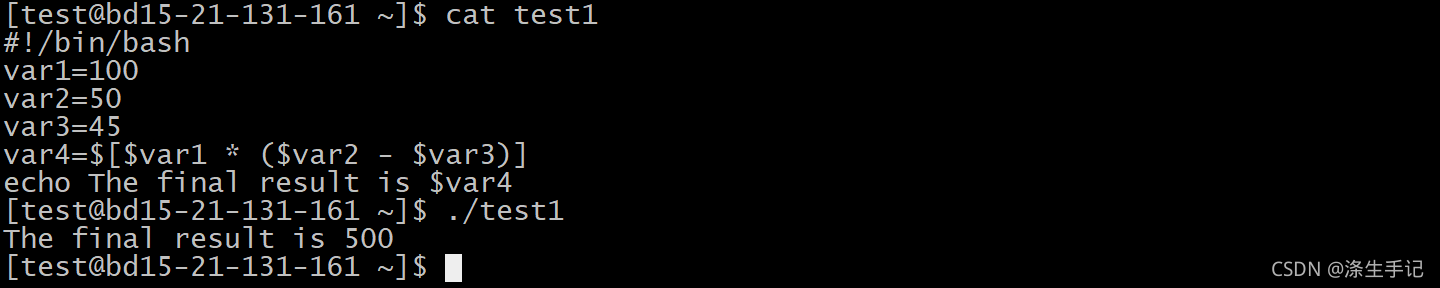 [test@bd15-21-131-161 ~]$ cat test1
#!/bin/bash
var1=100
var2=50
var3=45
var4=$[$var1 * ($var2 - $var3)]
echo The final result is $var4
[test@bd15-21-131-161 ~]$ ./test1
The final result is 500
[test@bd15-21-131-161 ~]$
CSDN @涤生手记